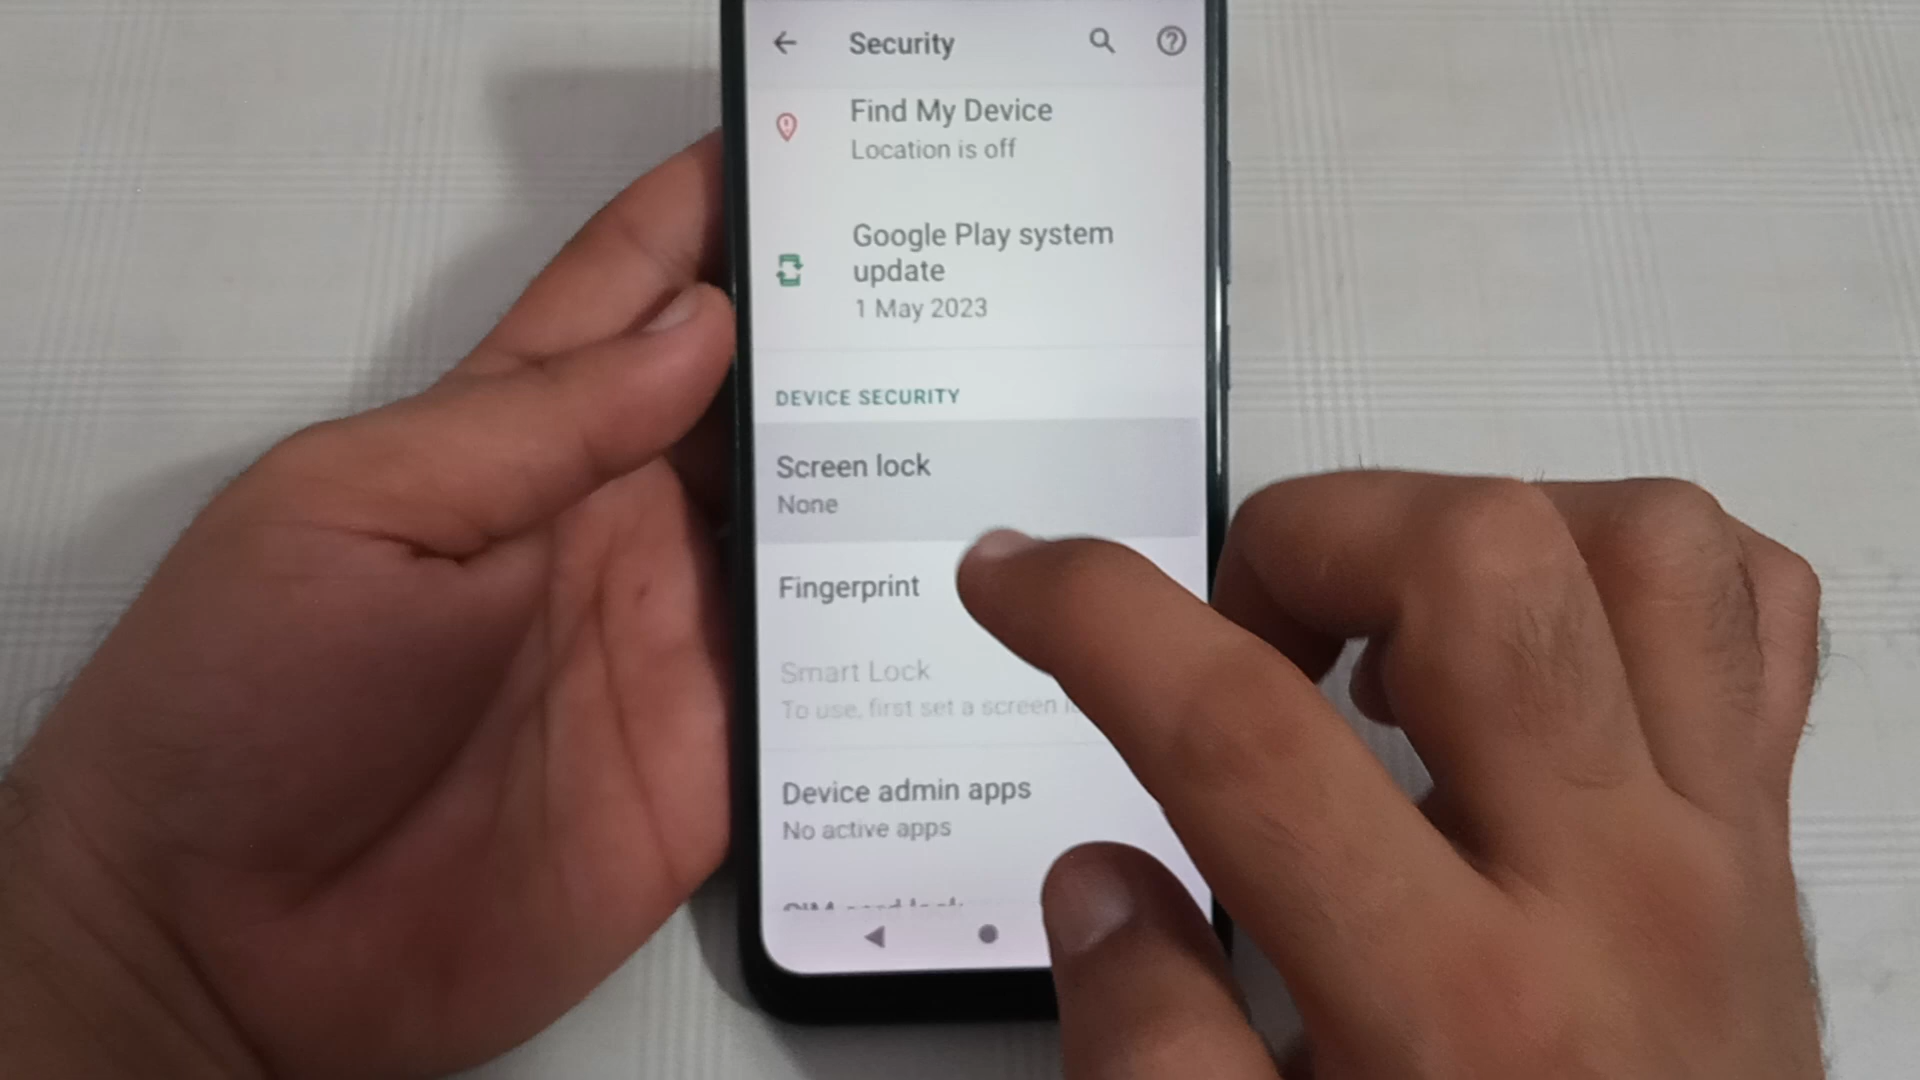 Security
Find My Device
Location is off
Google Play system
update
1 May 2023
DEVICE SECURITY
Screen lock
None
Fingerprint
Smart Lock
To use, first set a screen
Device admin apps
No active apps